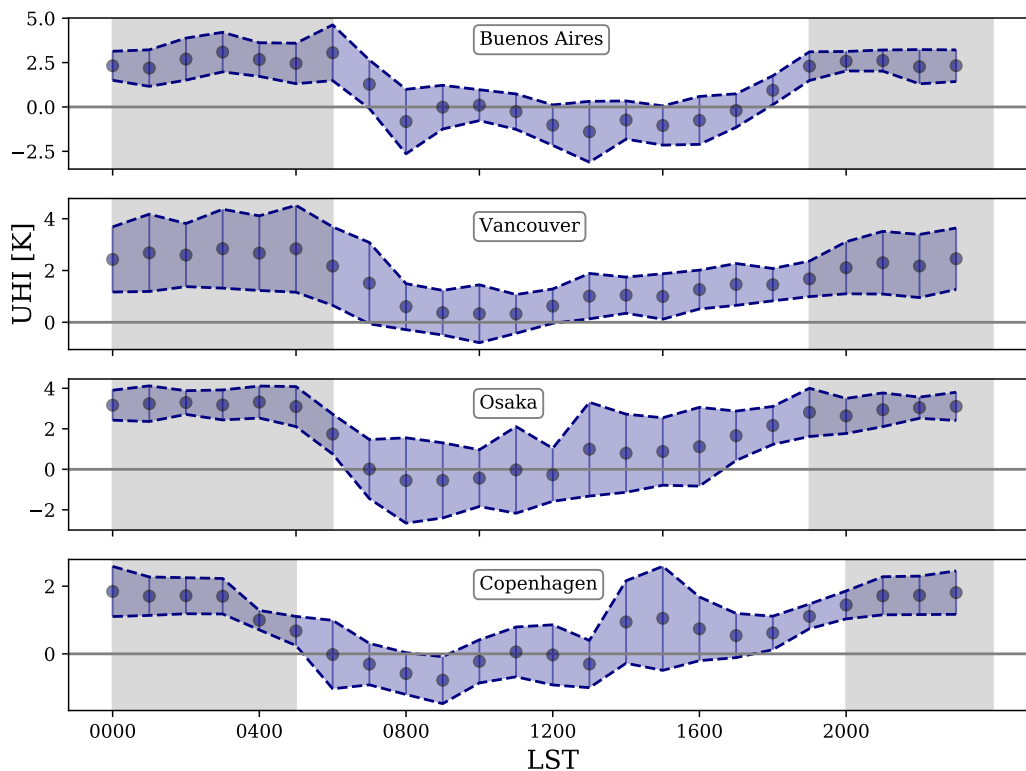 5.0
Buenos Aires
2.5
0.0
−2.5
4
Vancouver
2
0
UHI [K]
4
Osaka
2
0
−2
Copenhagen
2
0
0000 0400 0800 1200 1600 2000
LST